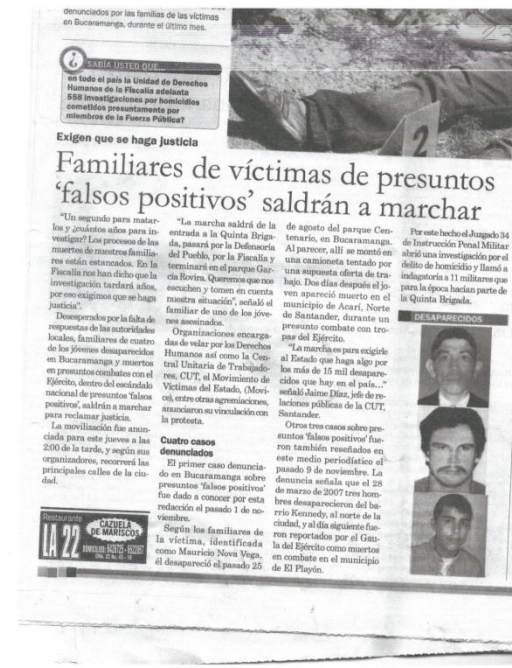 denunciados por las familias de las víctimas
en Bucaramanga, durante el último mes.
¿
SABÍA USTED QUE...
en todo el país la Unidad de Derechos
Humanos de la Fiscalía adelanta
558 investigaciones por homicidios
cometidos presuntamente por
miembros de la Fuerza Pública?
2
Exigen que se haga justicia
Familiares de víctimas de presuntos
‘falsos positivos’ saldrán a marchar
“Un segundo para matar-
los y ¿cuántos años para in-
vestigar? Los procesos de las
muertos de nuestros familia-
res están estancados. En la
Fiscalía nos han dicho que la
investigación tardará años,
por eso exigimos que se haga
justicia”.
Desesperados por la falta de
respuestas de las autoridades
locales, familiares de cuatro
de los jóvenes desaparecidos
en Bucaramanga y muertos
en presuntos combates con el
Ejército, dentro del escándalo
nacional de presuntos ‘falsos
positivos’, saldrán a marchar
para reclamar justicia.
La movilización fue anun-
ciada para este jueves a las
2:00 de la tarde, y según sus
organizadores, recorrerá las
principales calles de la ciu-
dad.
Restaurante
LA 22
CAZUELA
DE MARISCOS
“La marcha saldrá de la
entrada a la Quinta Briga-
da, pasará por la Defensoría
del Pueblo, por la Fiscalía y
terminará en el parque Gar-
cía Rovira. Queremos que nos
escuchen y tomen en cuenta
nuestra situación”, señaló el
familiar de uno de los jóve-
nes asesinados.
Organizaciones encarga-
das de velar por los Derechos
Humanos así como la Cen-
tral Unitaria de Trabajado-
res, CUT, el Movimiento de
Víctimas del Estado, (Movi-
ce), entre otras agremiaciones,
anunciaron su vinculación con
la protesta.
Cuatro casos
denunciados
El primer caso denuncia-
do en Bucaramanga sobre
presuntos ‘falsos positivos’
fue dado a conocer por esta
redacción el pasado 1 de no-
viembre.
Según los familiares de
la víctima, identificada
como Mauricio Nova Vega,
él desapareció el pasado 25
de agosto del parque Cen-
tenario, en Bucaramanga.
Al parecer, allí se montó en
una camioneta tentado por
una supuesta oferta de tra-
bajo. Dos días después el jo-
ven apareció muerto en el
municipio de Acarí, Norte
de Santander, durante un
presunto combate con tro-
pas del Ejército.
“La marcha es para exigirle
al Estado que haga algo por
los más de 15 mil desapare-
cidos que hay en el país...”
señaló Jaime Díaz, jefe de re-
laciones públicas de la CUT,
Santander.
Otros tres casos sobre pre-
suntos ‘falsos positivos’ fue-
ron también reseñados en
este medio periodístico el
pasado 9 de noviembre. La
denuncia señala que el 28
de marzo de 2007 tres hom-
bres desaparecieron del ba-
rrio Kennedy, al norte de la
ciudad, y al día siguiente fue-
ron reportados por el Gau-
la del Ejército como muertos
en combate en el municipio
de El Playón.
Por este hecho el Juzgado 34
de Instrucción Penal Militar
abrió una investigación por el
delito de homicidio y llamó a
indagatoria a 11 militares que
para la época hacían parte de
la Quinta Brigada.
DESAPARECIDOS